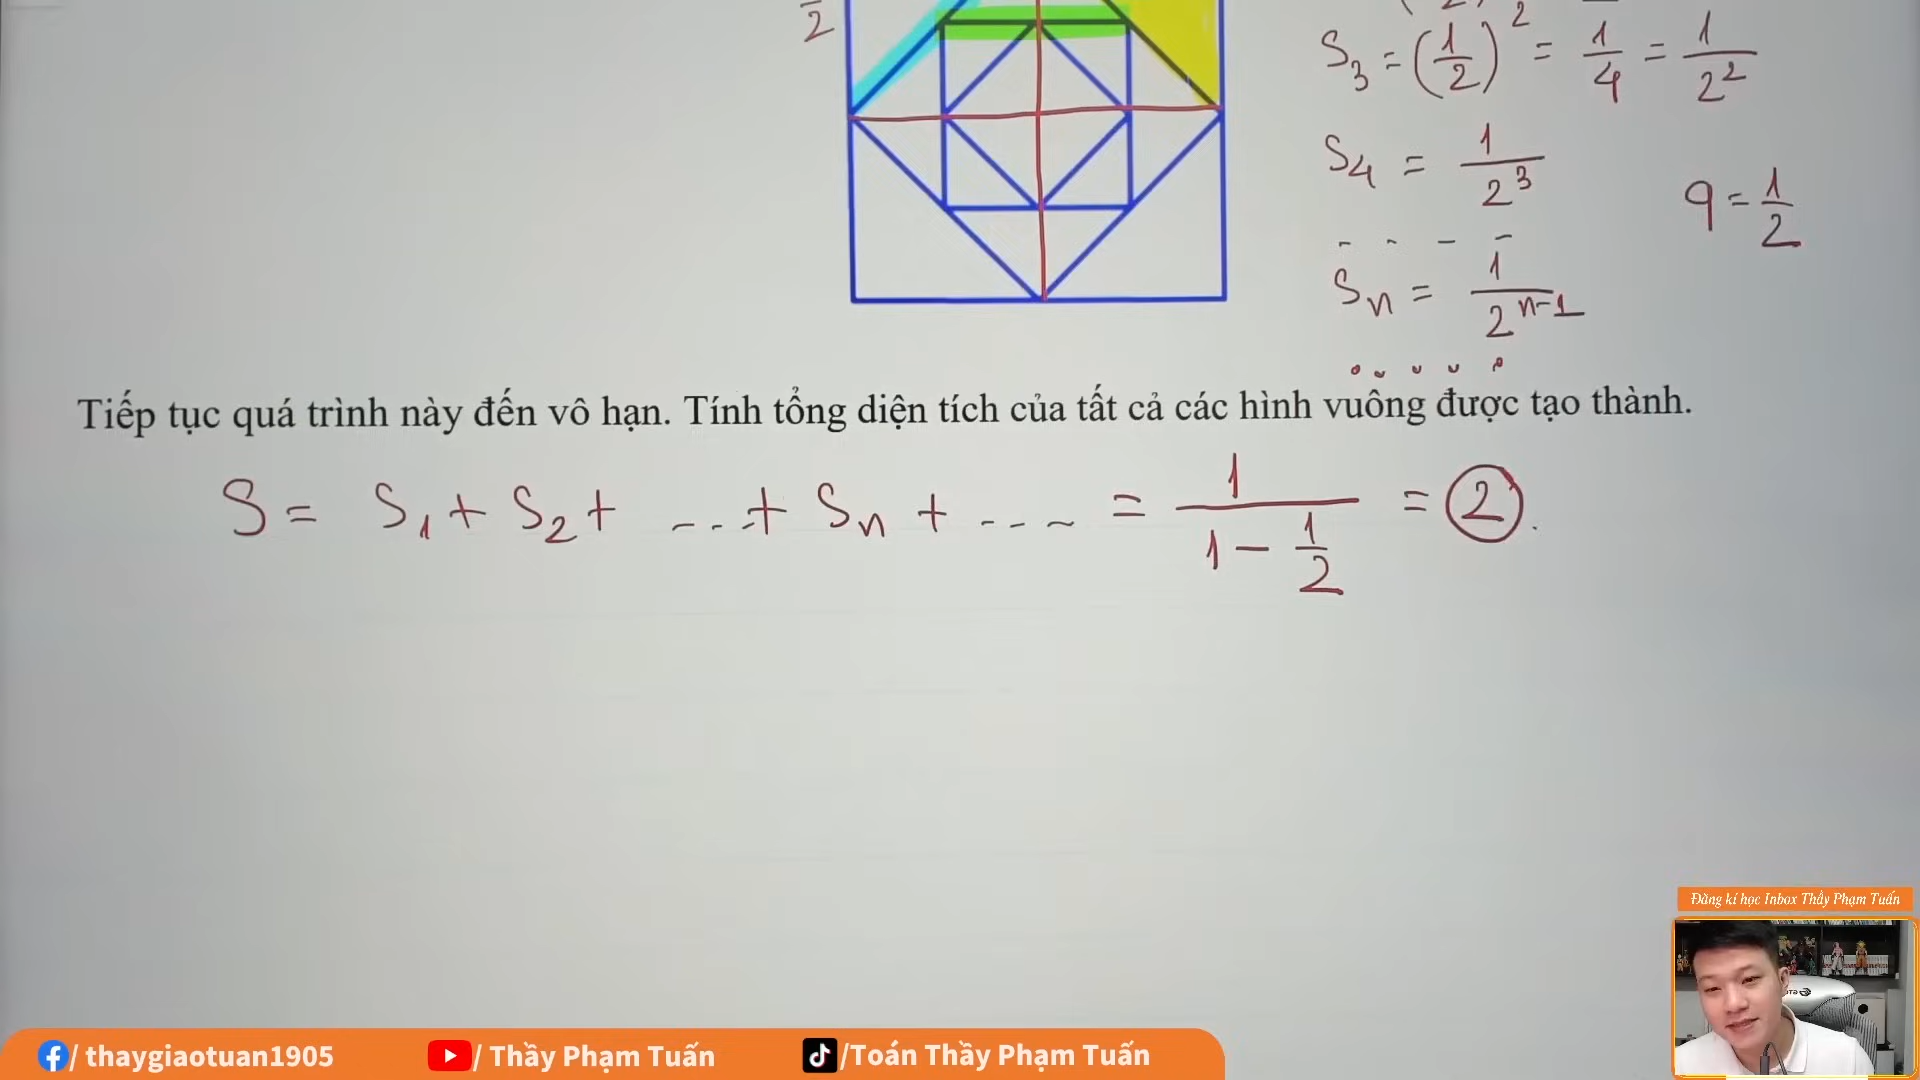 2
S₃ = (1/2)² = 1/4 = 1/2²
S₄ = 1/2³
q = 1/2
Sₙ = 1/2ⁿ⁻¹
Tiếp tục quá trình này đến vô hạn. Tính tổng diện tích của tất cả các hình vuông được tạo thành.
S = S₁ + S₂ + ... + Sₙ + ... = 1/(1 - 1/2) = 2.
Đăng kí học Inbox Thầy Phạm Tuấn
/ thaygiaotuan1905
/ Thầy Phạm Tuấn
/Toán Thầy Phạm Tuấn